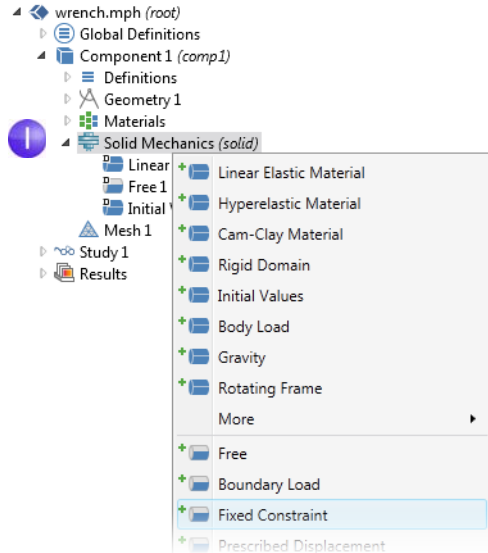 wrench.mph (root)
Global Definitions
Component 1 (comp1)
Definitions
Geometry 1
Materials
1
Solid Mechanics (solid)
Linear
Free 1
Initial
Mesh 1
Study 1
Results
Linear Elastic Material
Hyperelastic Material
Cam-Clay Material
Rigid Domain
Initial Values
Body Load
Gravity
Rotating Frame
More
Free
Boundary Load
Fixed Constraint
Prescribed Displacement